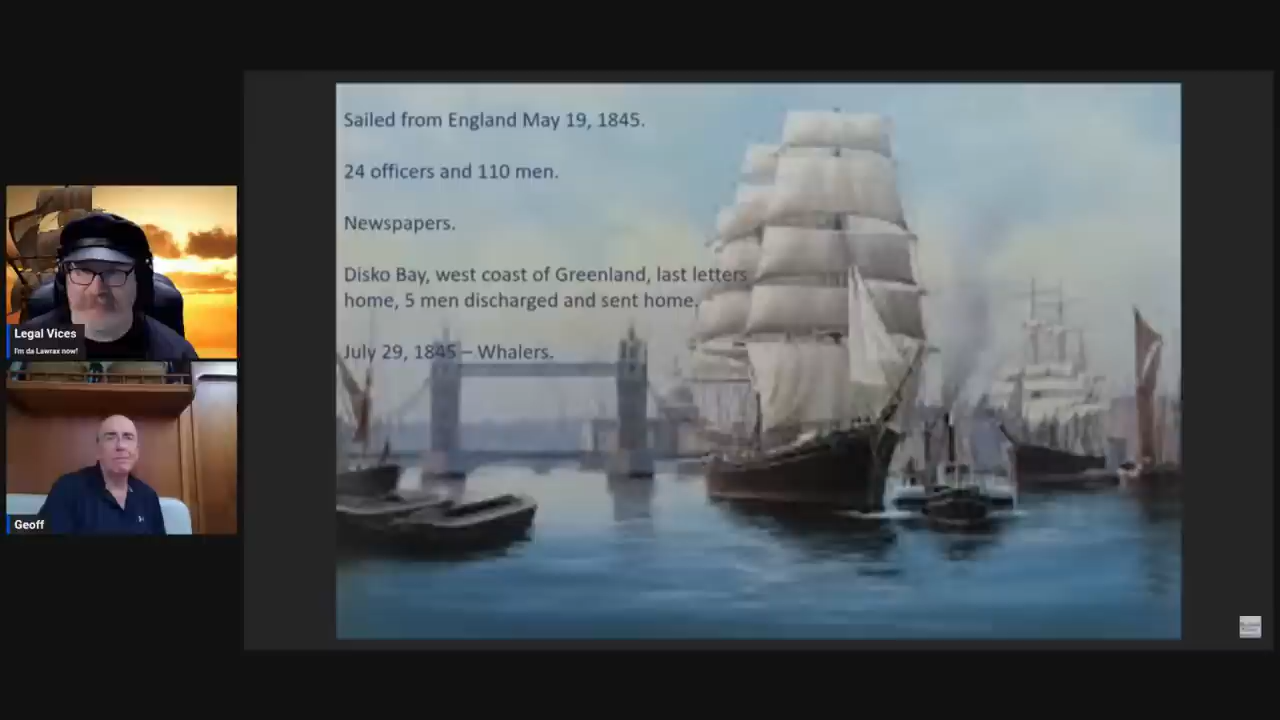 Sailed from England May 19, 1845.
24 officers and 110 men.
Newspapers.
Disko Bay, west coast of Greenland, last letters
home, 5 men discharged and sent home.
July 29, 1845 – Whalers.
Legal Vices
I'm da Lawrax now!
Geoff